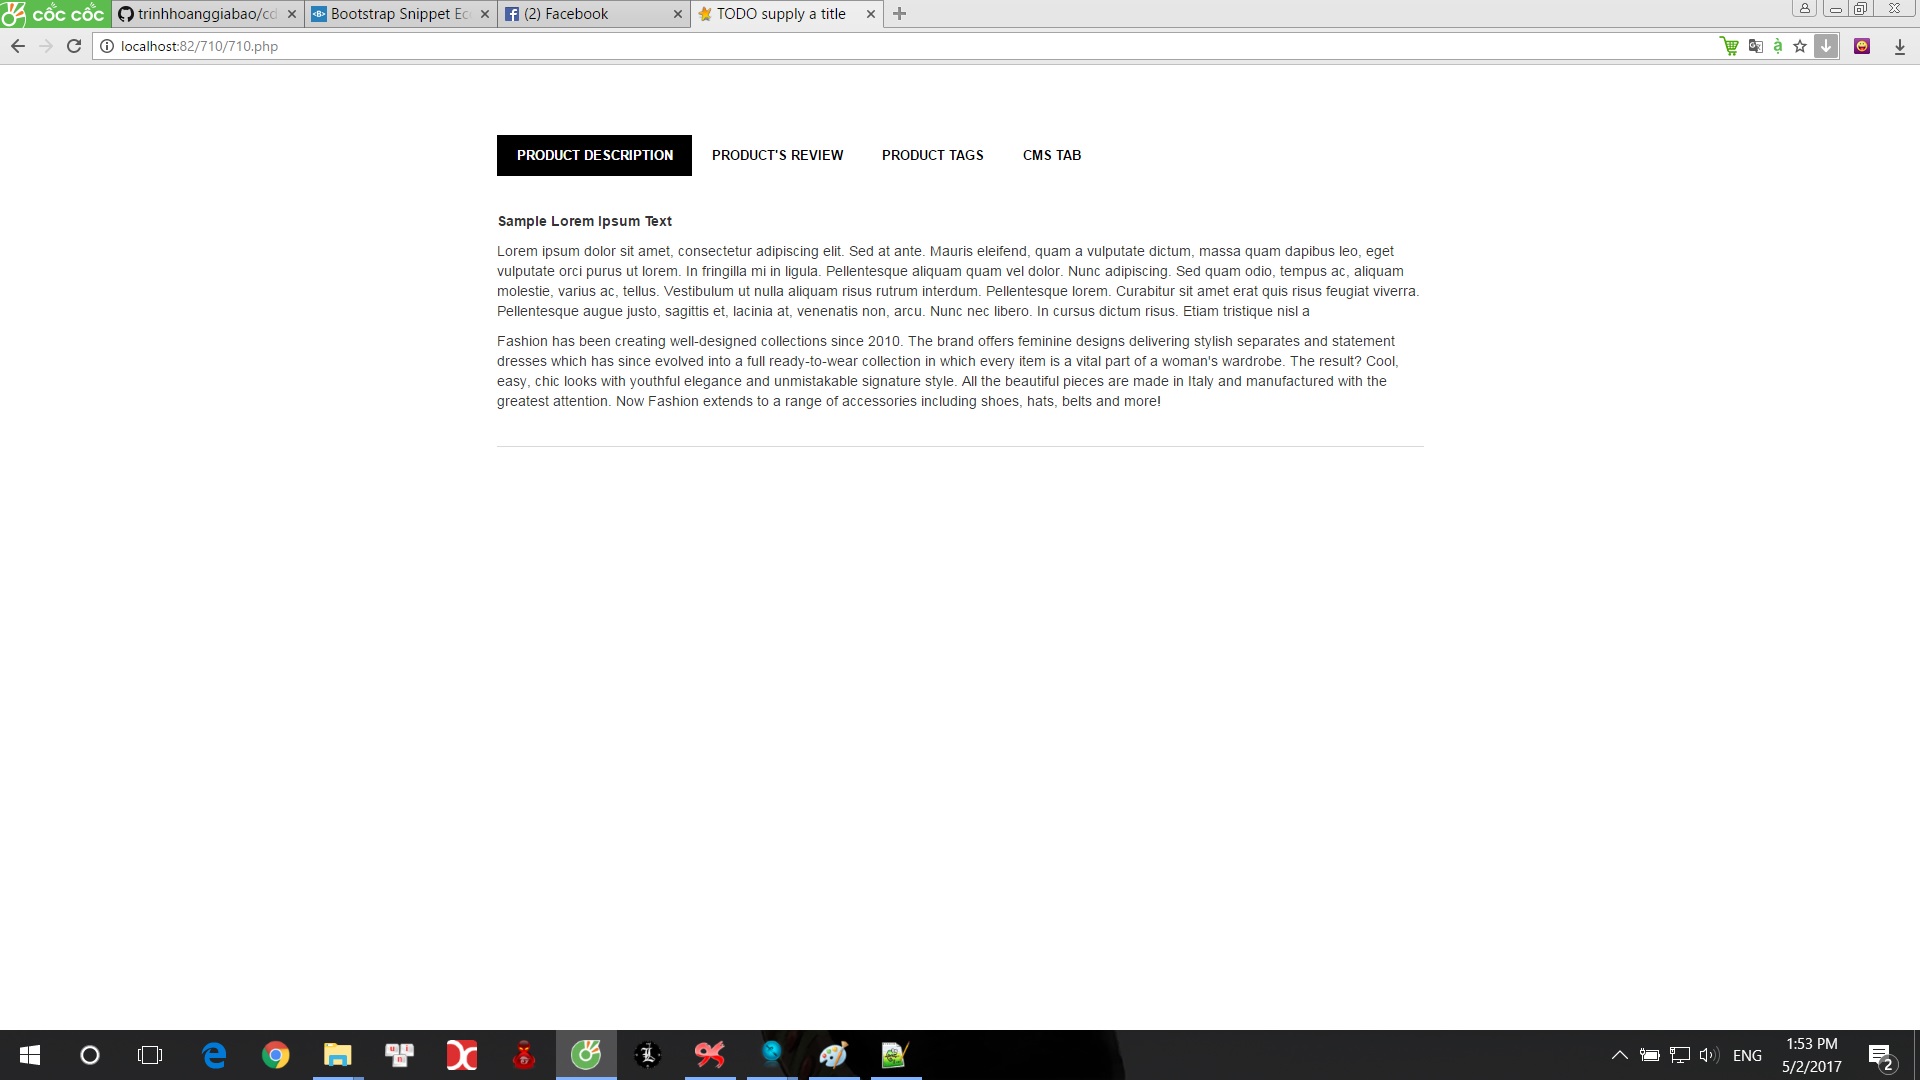 cốc cốc
trinhhoanggiabao/cd
Bootstrap Snippet Ec
(2) Facebook
TODO supply a title
localhost:82/710/710.php
PRODUCT DESCRIPTION PRODUCT'S REVIEW PRODUCT TAGS CMS TAB
Sample Lorem Ipsum Text
Lorem ipsum dolor sit amet, consectetur adipiscing elit. Sed at ante. Mauris eleifend, quam a vulputate dictum, massa quam dapibus leo, eget
vulputate orci purus ut lorem. In fringilla mi in ligula. Pellentesque aliquam quam vel dolor. Nunc adipiscing. Sed quam odio, tempus ac, aliquam
molestie, varius ac, tellus. Vestibulum ut nulla aliquam risus rutrum interdum. Pellentesque lorem. Curabitur sit amet erat quis risus feugiat viverra.
Pellentesque augue justo, sagittis et, lacinia at, venenatis non, arcu. Nunc nec libero. In cursus dictum risus. Etiam tristique nisl a
Fashion has been creating well-designed collections since 2010. The brand offers feminine designs delivering stylish separates and statement
dresses which has since evolved into a full ready-to-wear collection in which every item is a vital part of a woman's wardrobe. The result? Cool,
easy, chic looks with youthful elegance and unmistakable signature style. All the beautiful pieces are made in Italy and manufactured with the
greatest attention. Now Fashion extends to a range of accessories including shoes, hats, belts and more!
ENG
1:53 PM
5/2/2017
2